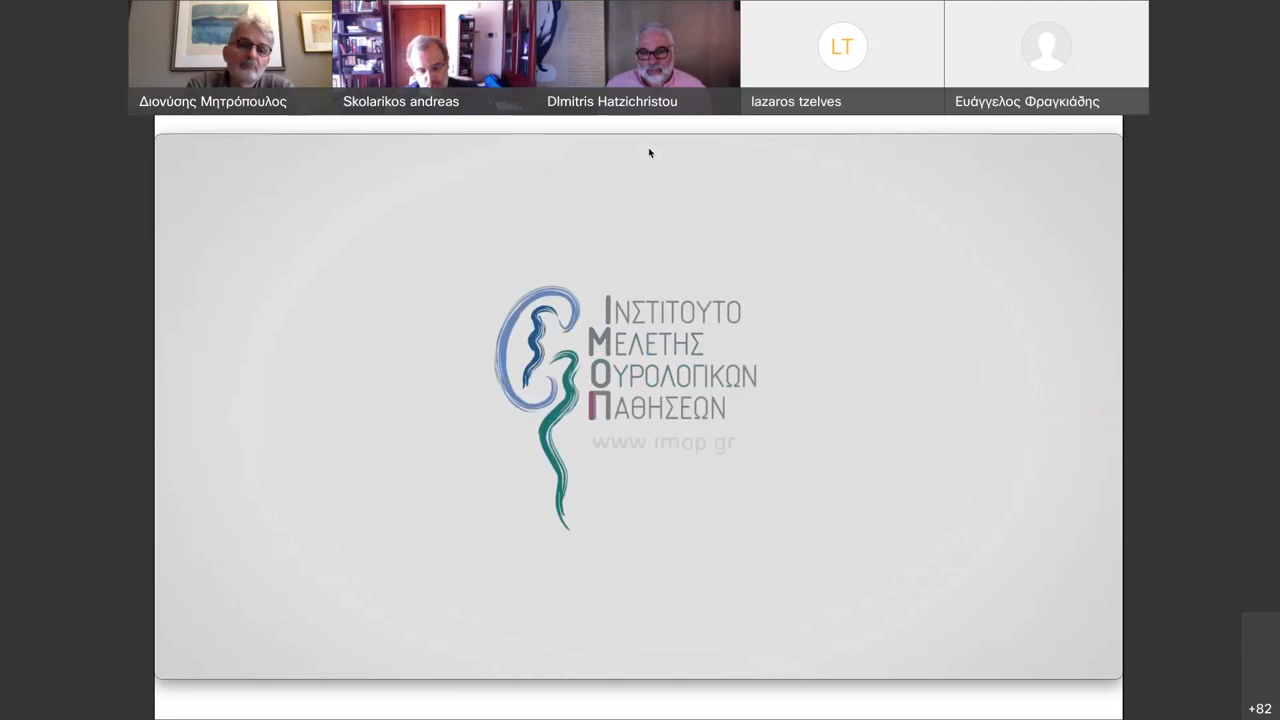 Διονύσης Μητρόπουλος
Skolarikos andreas
DImitris Hatzichristou
LT
lazaros tzelves
Ευάγγελος Φραγκιάδης
ΙΝΣΤΙΤΟΥΤΟ
ΜΕΛΕΤΗΣ
ΟΥΡΟΛΟΓΙΚΩΝ
ΠΑΘΗΣΕΩΝ
www.imop.gr
+82